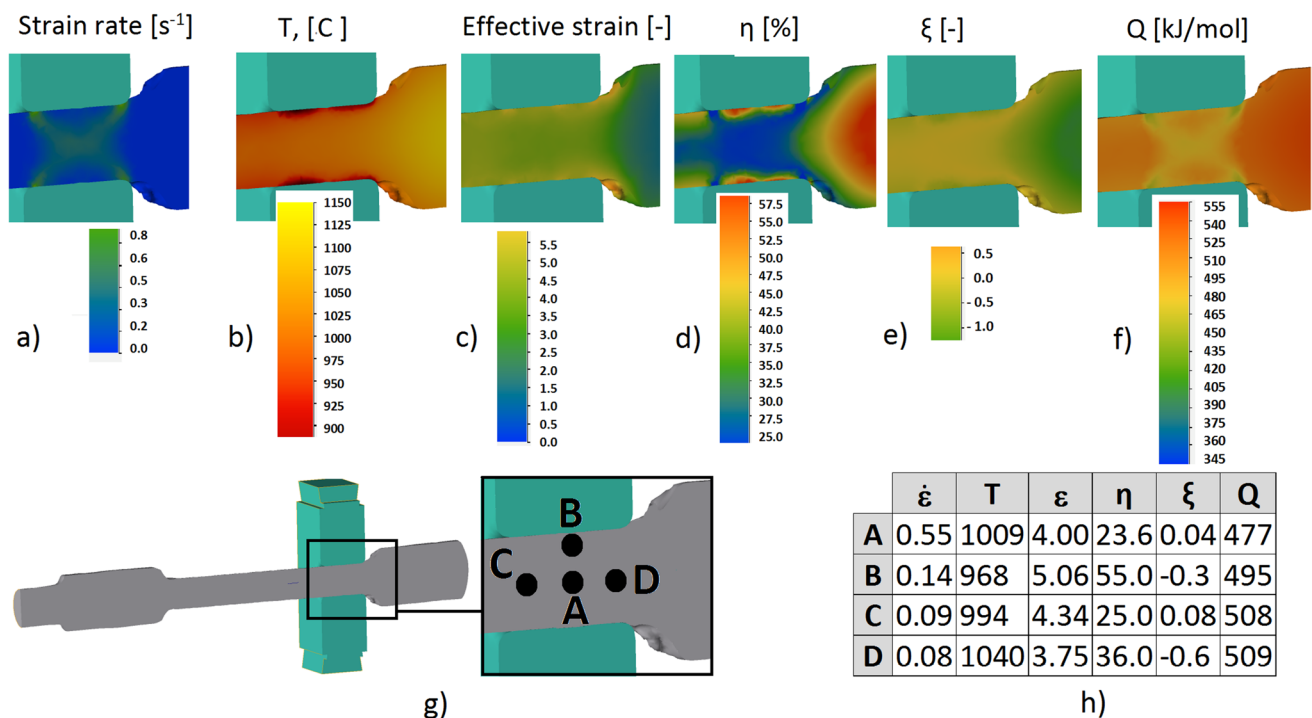 Strain rate [s-1]
T, [C ]
Effective strain [-]
η [%]
ξ [-]
Q [kJ/mol]
a)
0.8
0.6
0.5
0.3
0.2
0.0
b)
1150
1125
1100
1075
1050
1025
1000
975
950
925
900
c)
5.5
5.0
4.5
4.0
3.5
3.0
2.5
2.0
1.5
1.0
0.5
0.0
d)
57.5
55.0
52.5
50.0
47.5
45.0
42.5
40.0
37.5
35.0
32.5
30.0
27.5
25.0
e)
0.5
0.0
- 0.5
- 1.0
f)
555
540
525
510
495
480
465
450
435
420
405
390
375
360
345
B
C
D
A
g)
ε̇ T ε η ξ Q
A 0.55 1009 4.00 23.6 0.04 477
B 0.14 968 5.06 55.0 -0.3 495
C 0.09 994 4.34 25.0 0.08 508
D 0.08 1040 3.75 36.0 -0.6 509
h)